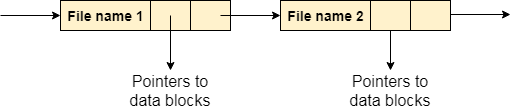 File name 1
File name 2
Pointers to
data blocks
Pointers to
data blocks